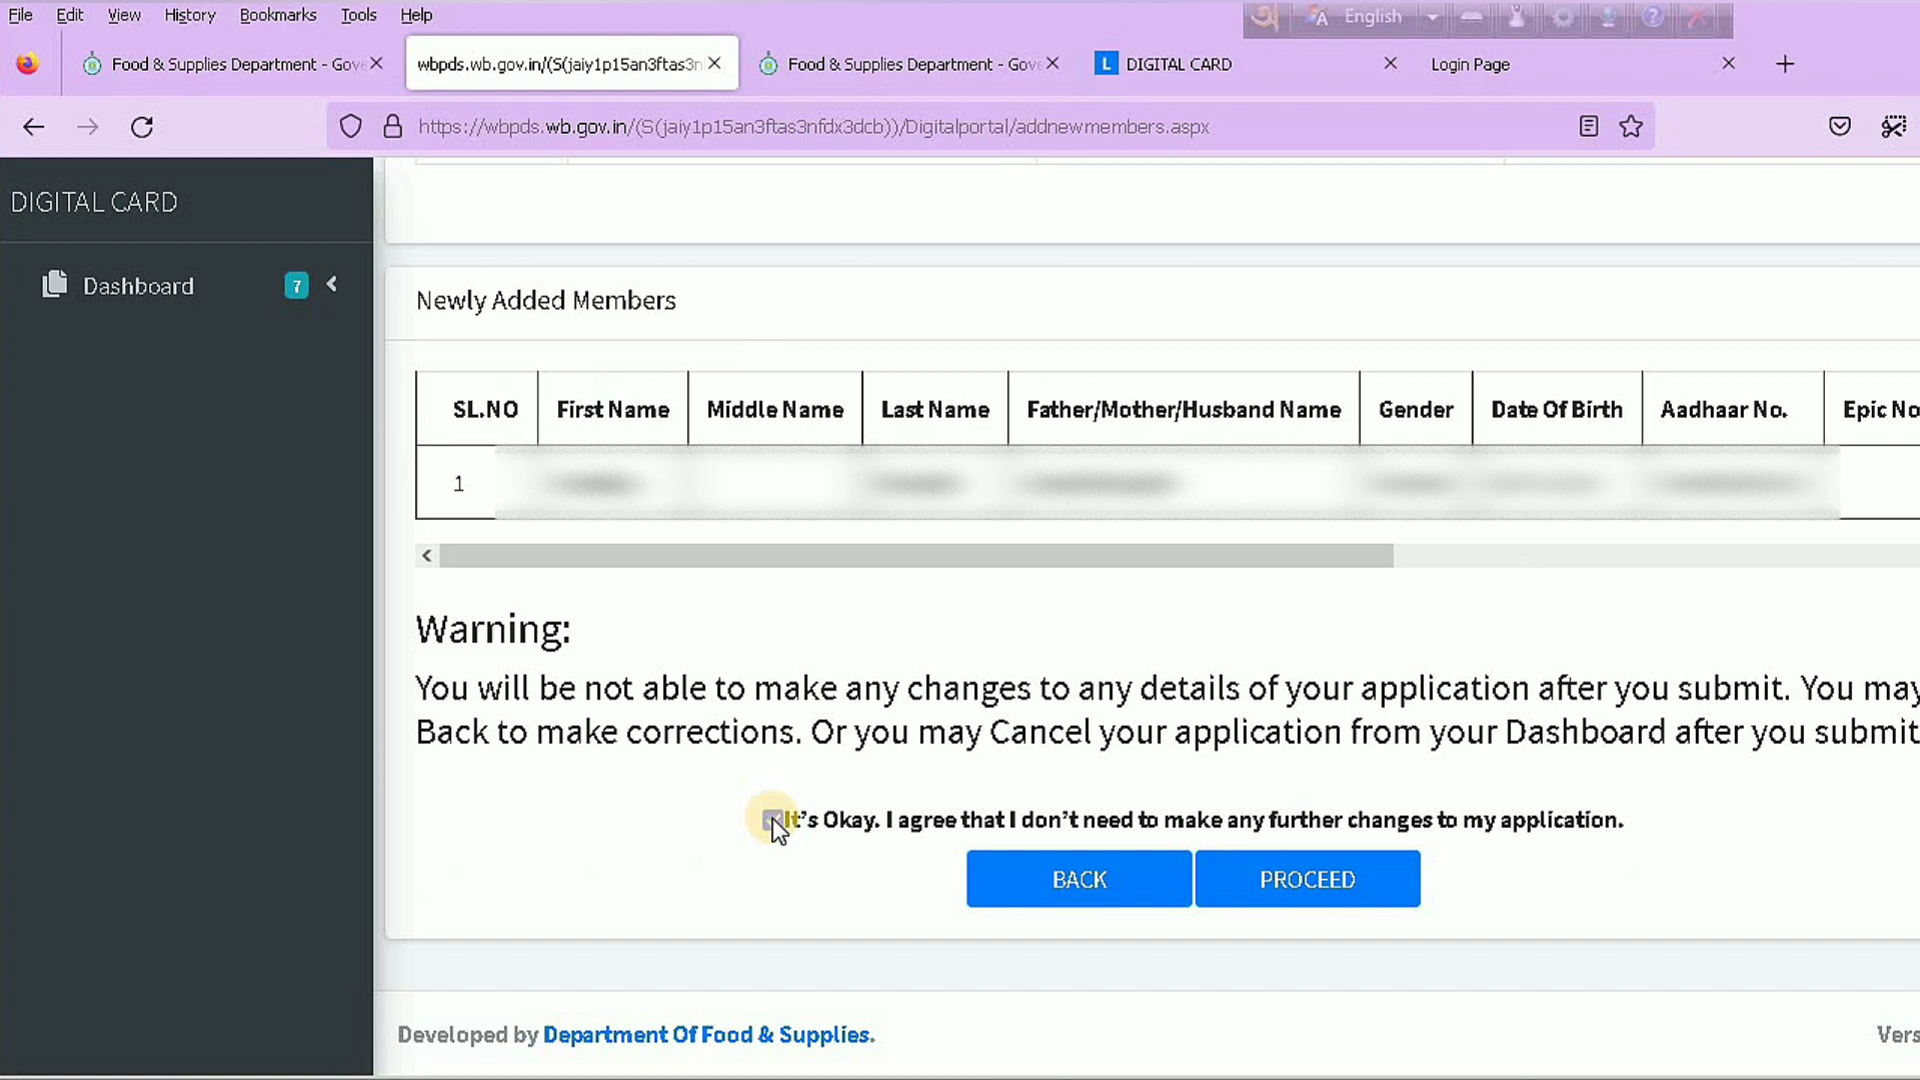 File Edit View History Bookmarks Tools Help
English
Food & Supplies Department - Gove
wbpds.wb.gov.in/(S(jaiy1p15an3ftas3n
Food & Supplies Department - Gove
L DIGITAL CARD
Login Page
https://wbpds.wb.gov.in/(S(jaiy1p15an3ftas3nfdx3dcb))/Digitalportal/addnewmembers.aspx
DIGITAL CARD
Dashboard 7
Newly Added Members
SL.NO First Name Middle Name Last Name Father/Mother/Husband Name Gender Date Of Birth Aadhaar No. Epic No
1
Warning:
You will be not able to make any changes to any details of your application after you submit. You may
Back to make corrections. Or you may Cancel your application from your Dashboard after you submit
It's Okay. I agree that I don't need to make any further changes to my application.
BACK PROCEED
Developed by Department Of Food & Supplies.
Vers